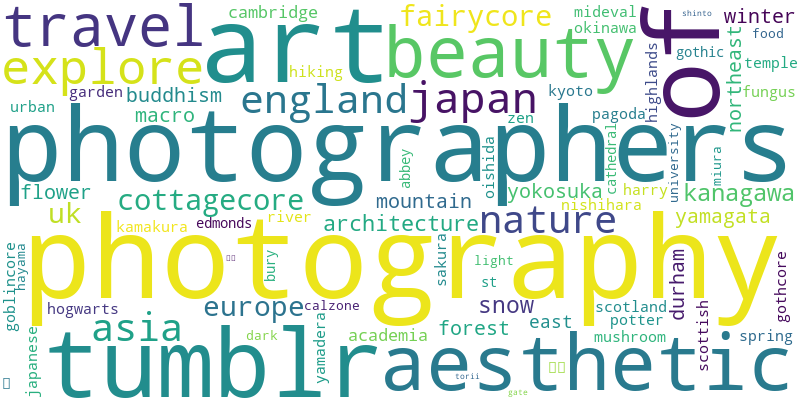 travel
art
of
cambridge
fairycore
mideval
okinawa
shinto
winter
food
explore
hiking
beauty
highlands
gothic
northeast
temple
garden
buddhism
england
japan
kyoto
fungus
urban
macro
zen
pagoda
photographers
abbey
oishida
cathedral
university
miura
flower
cottagecore
mountain
yokosuka
harry
kanagawa
nishihara
uk
kamakura
edmonds
river
architecture
nature
yamagata
photography
goblincore
hayama
bury
sakura
light
st
durham
gothcore
hogwarts
europe
calzone
snow
scotland
potter
asia
dark
yamadera
academia
forest
east
mushroom
scottish
spring
japanese
tumblr
aesthetic
torii
gate